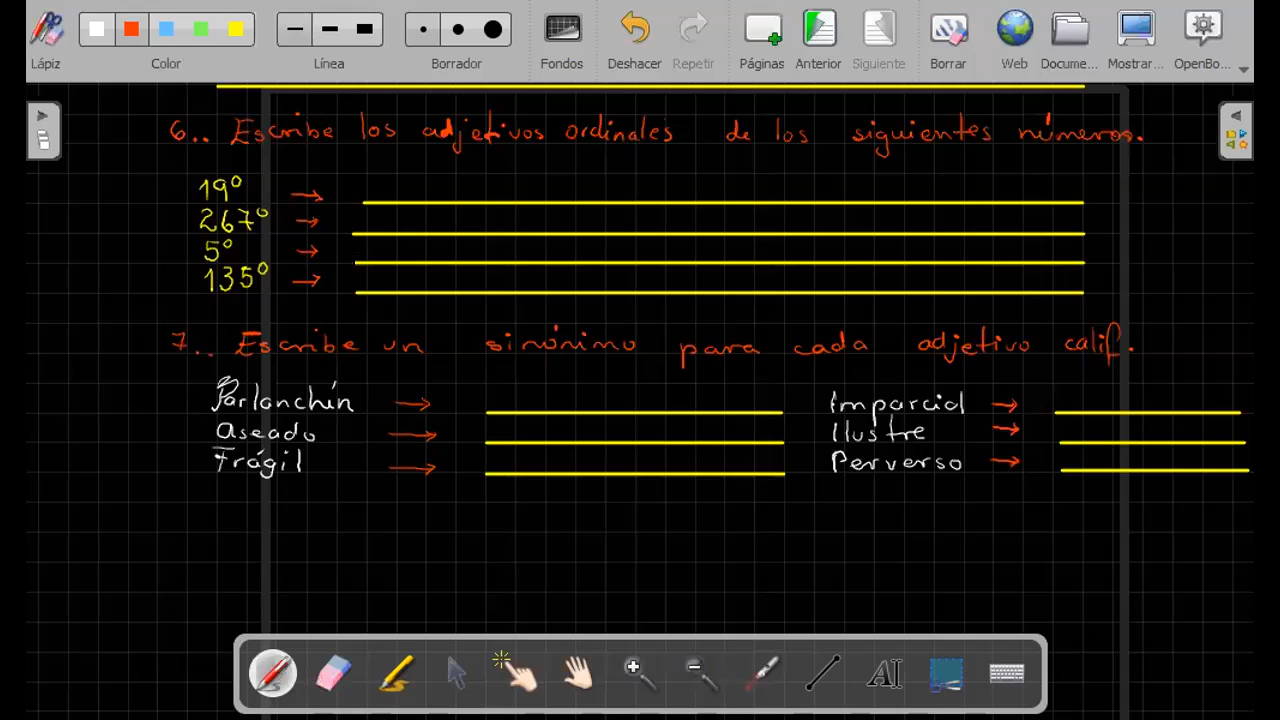 Lápiz Color Línea Borrador Fondos Deshacer Repetir Páginas Anterior Siguiente Borrar Web Docume... Mostrar... OpenBo...
6.. Escribe los adjetivos ordinales de los siguientes números.
19º →
267º →
5º →
135º →
7.. Escribe un sinónimo para cada adjetivo calif.
Parlanchín → Imparcial →
Aseado → Ilustre →
Frágil → Perverso →
AI